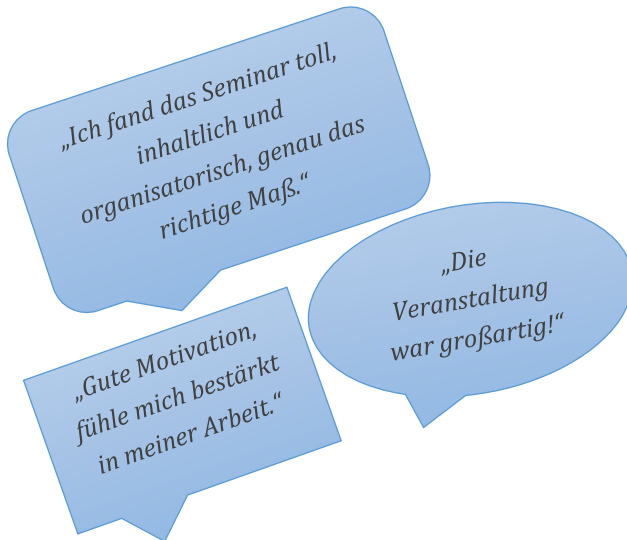 „Ich fand das Seminar toll,
inhaltlich und
organisatorisch, genau das
richtige Maß.“
„Die
Veranstaltung
war großartig!“
„Gute Motivation,
fühle mich bestärkt
in meiner Arbeit.“